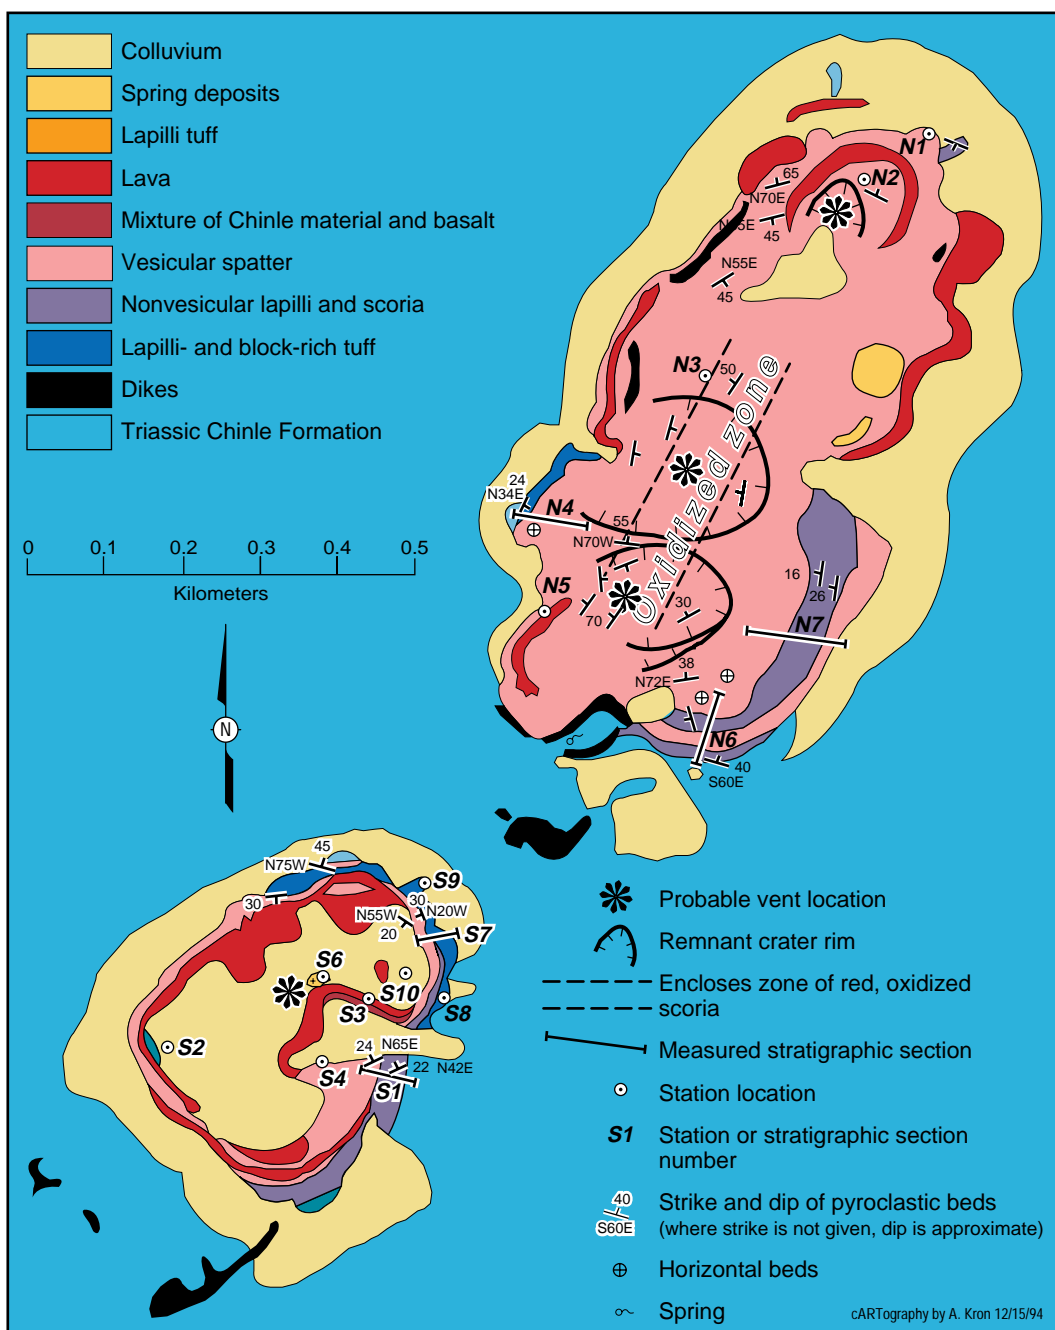 Colluvium
Spring deposits
Lapilli tuff
Lava
Mixture of Chinle material and basalt
Vesicular spatter
Nonvesicular lapilli and scoria
Lapilli- and block-rich tuff
Dikes
Triassic Chinle Formation
0 0.1 0.2 0.3 0.4 0.5
Kilometers
N
N1
65
N2
N70E
45
N55E
45
N3
50
Oxidized zone
24
N34E
N4
55
N70W
N5
70
30
16
26
N7
38
N72E
N6
40
S60E
45
N75W
30
S9
30
N55W
N20W
20
S7
S6
S10
S3
S8
S2
24
N65E
S4
22
N42E
S1
Probable vent location
Remnant crater rim
Encloses zone of red, oxidized
scoria
Measured stratigraphic section
Station location
S1 Station or stratigraphic section
number
40
S60E
Strike and dip of pyroclastic beds
(where strike is not given, dip is approximate)
Horizontal beds
Spring
cARTography by A. Kron 12/15/94